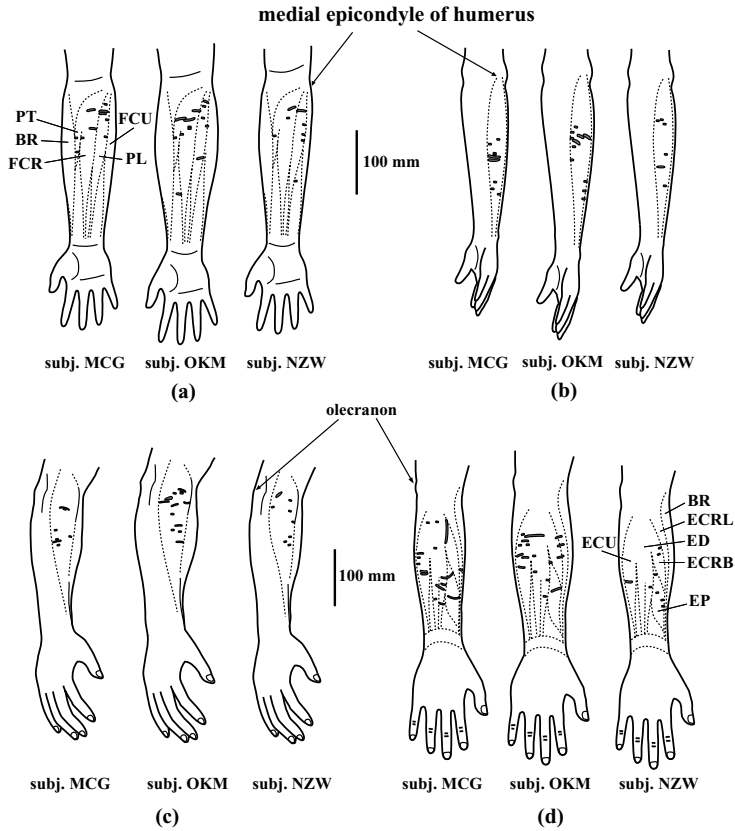 medial epicondyle of humerus
PT
FCU
BR
FCR
PL
100 mm
subj. MCG subj. OKM subj. NZW
(a)
subj. MCG subj. OKM subj. NZW
(b)
olecranon
BR
ECRL
ECU
ED
ECRB
EP
100 mm
subj. MCG subj. OKM subj. NZW
(c)
subj. MCG subj. OKM subj. NZW
(d)